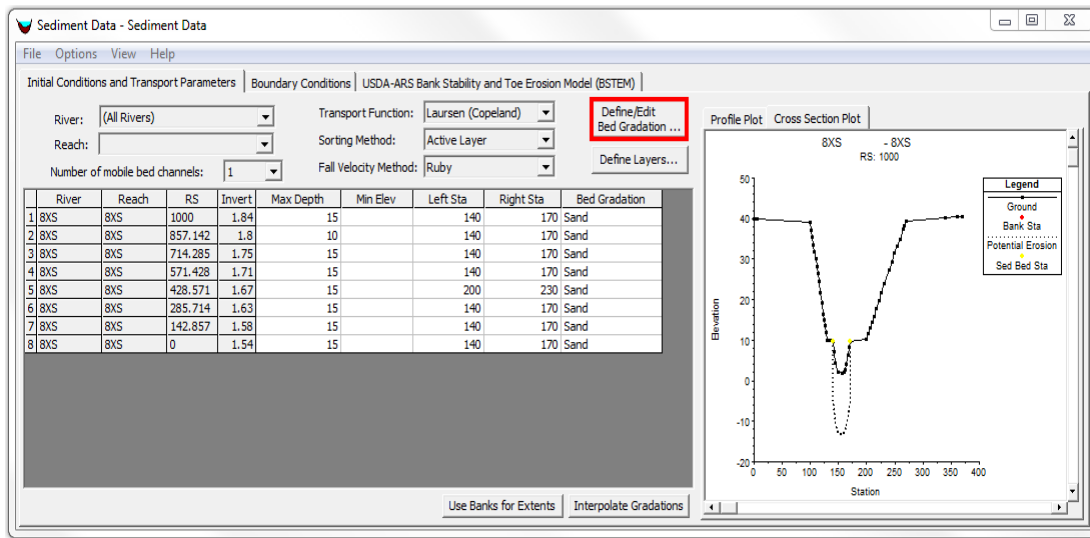 Sediment Data - Sediment Data
File Options View Help
Initial Conditions and Transport Parameters Boundary Conditions USDA-ARS Bank Stability and Toe Erosion Model (BSTEM)
River: (All Rivers)
Reach:
Number of mobile bed channels: 1
Transport Function: Laursen (Copeland)
Sorting Method: Active Layer
Fall Velocity Method: Ruby
Define/Edit
Bed Gradation ...
Define Layers...
River Reach RS Invert Max Depth Min Elev Left Sta Right Sta Bed Gradation
1 8XS 8XS 1000 1.84 15 140 170 Sand
2 8XS 8XS 857.142 1.8 10 140 170 Sand
3 8XS 8XS 714.285 1.75 15 140 170 Sand
4 8XS 8XS 571.428 1.71 15 140 170 Sand
5 8XS 8XS 428.571 1.67 15 200 230 Sand
6 8XS 8XS 285.714 1.63 15 140 170 Sand
7 8XS 8XS 142.857 1.58 15 140 170 Sand
8 8XS 8XS 0 1.54 15 140 170 Sand
Use Banks for Extents Interpolate Gradations
Profile Plot Cross Section Plot
8XS - 8XS
RS: 1000
Legend
Ground
Bank Sta
Potential Erosion
Sed Bed Sta
Elevation
50
40
30
20
10
0
-10
-20
0 50 100 150 200 250 300 350 400
Station